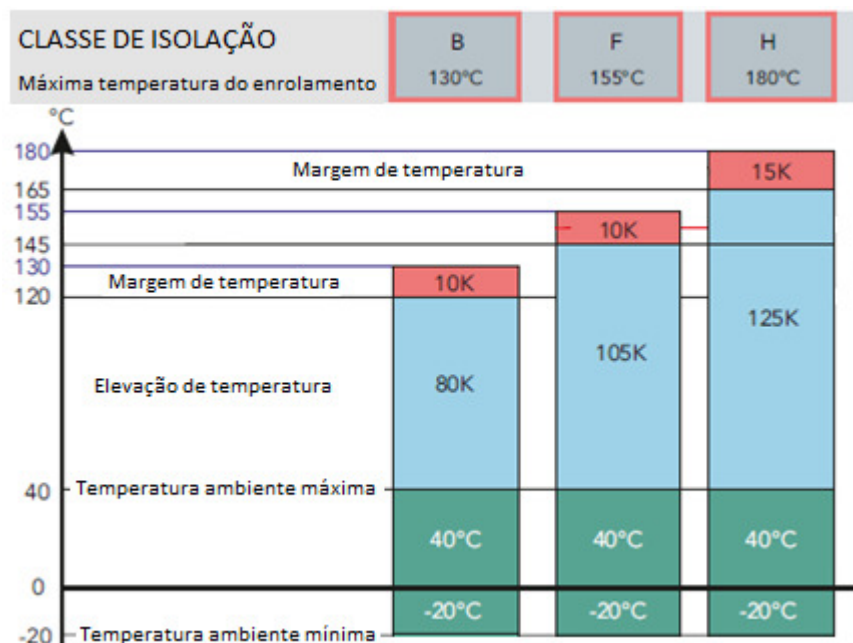 CLASSE DE ISOLAÇÃO
B
F
H
Máxima temperatura do enrolamento
130°C
155°C
180°C
°C
180
Margem de temperatura
15K
165
155
10K
145
130
Margem de temperatura
10K
120
125K
105K
Elevação de temperatura
80K
40
Temperatura ambiente máxima
40°C
40°C
40°C
0
-20°C
-20°C
-20°C
-20
Temperatura ambiente mínima